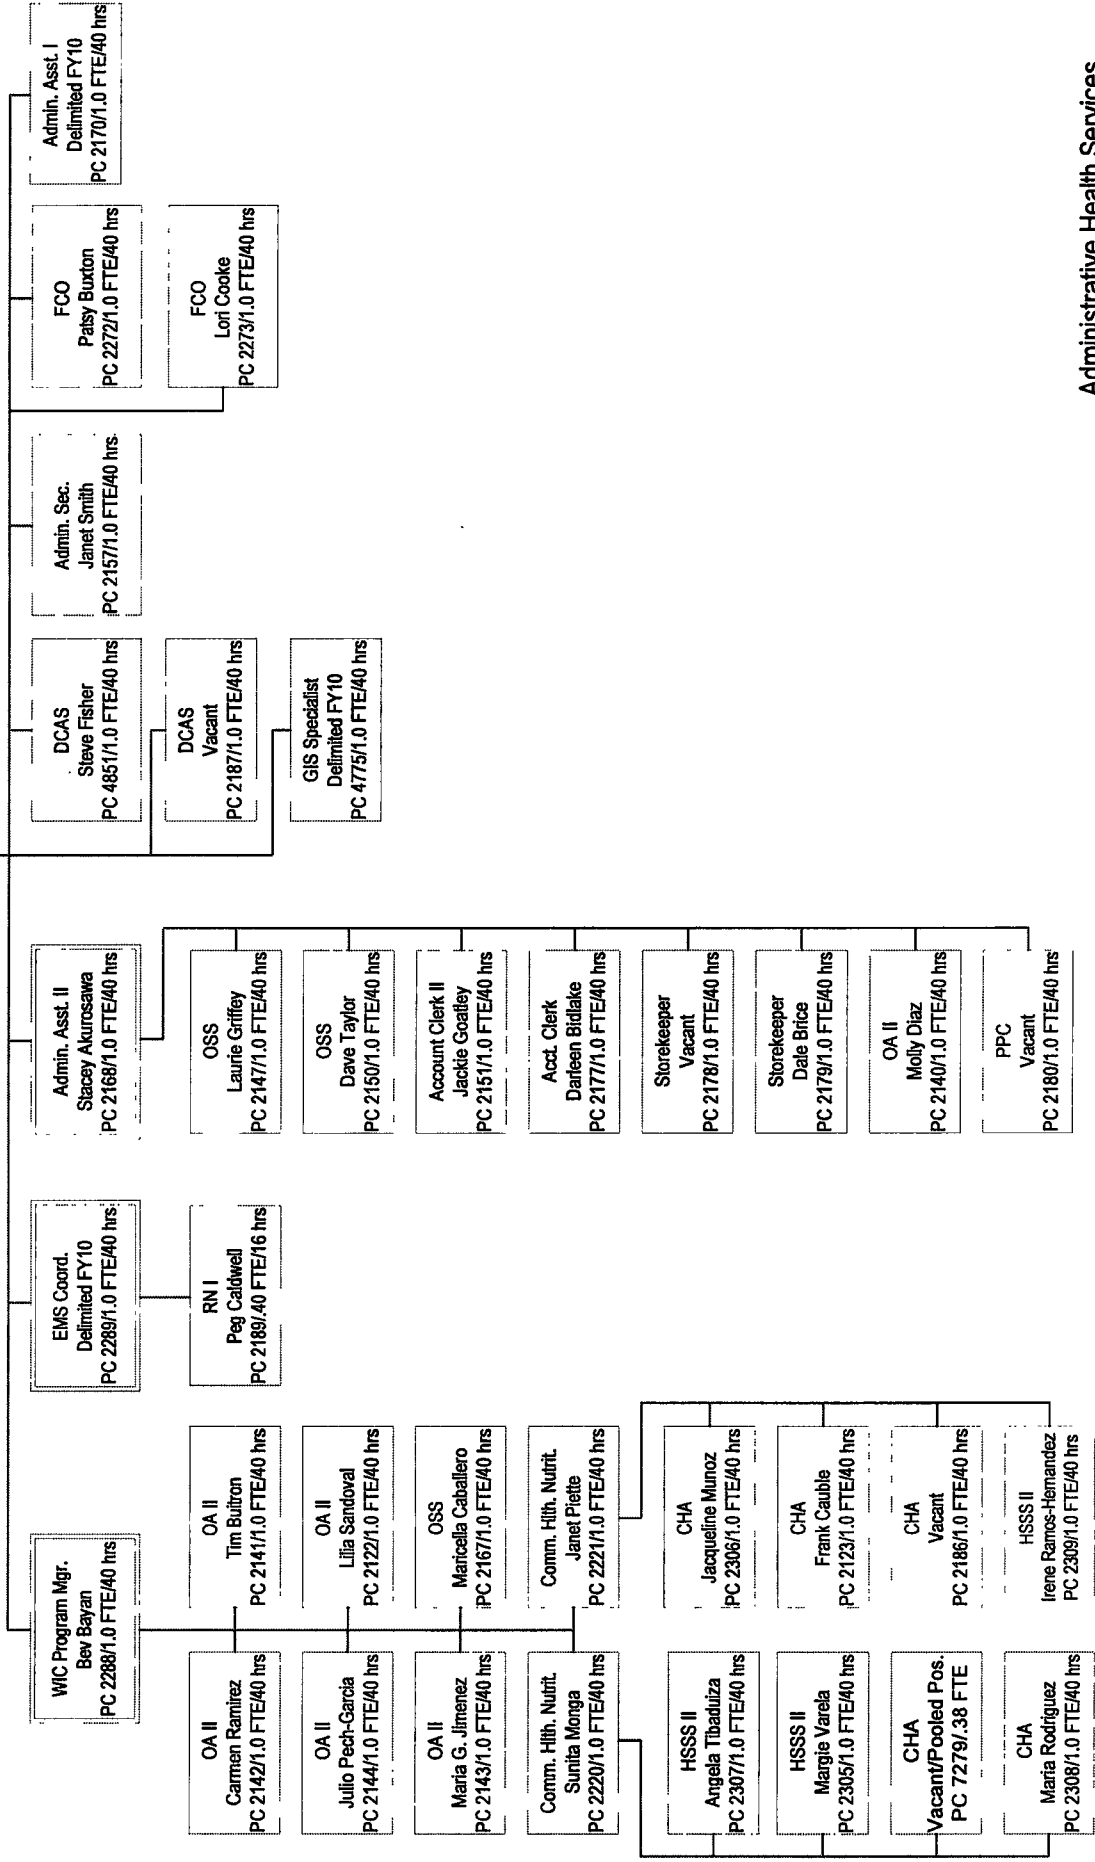 WIC Program Mgr.
Bev Bayan
PC 2288/1.0 FTE/40 hrs
EMS Coord.
Delimited FY10
PC 2289/1.0 FTE/40 hrs
Admin. Asst. II
Stacey Akurosawa
PC 2168/1.0 FTE/40 hrs
DCAS
Steve Fisher
PC 4851/1.0 FTE/40 hrs
Admin. Sec.
Janet Smith
PC 2157/1.0 FTE/40 hrs
FCO
Patsy Buxton
PC 2272/1.0 FTE/40 hrs
Admin. Asst. I
Delimited FY10
PC 2170/1.0 FTE/40 hrs
OA II
Carmen Ramirez
PC 2142/1.0 FTE/40 hrs
OA II
Tim Buitron
PC 2141/1.0 FTE/40 hrs
RN I
Peg Caldwell
PC 2189/.40 FTE/16 hrs
OSS
Laurie Griffey
PC 2147/1.0 FTE/40 hrs
DCAS
Vacant
PC 2187/1.0 FTE/40 hrs
FCO
Lori Cooke
PC 2273/1.0 FTE/40 hrs
OA II
Julio Pech-Garcia
PC 2144/1.0 FTE/40 hrs
OA II
Lilia Sandoval
PC 2122/1.0 FTE/40 hrs
OSS
Dave Taylor
PC 2150/1.0 FTE/40 hrs
GIS Specialist
Delimited FY10
PC 4775/1.0 FTE/40 hrs
OA II
Maria G. Jimenez
PC 2143/1.0 FTE/40 hrs
OSS
Maricella Caballero
PC 2167/1.0 FTE/40 hrs
Account Clerk II
Jackie Goatley
PC 2151/1.0 FTE/40 hrs
Comm. Hlth. Nutrit.
Sunita Monga
PC 2220/1.0 FTE/40 hrs
Comm. Hlth. Nutrit.
Janet Piette
PC 2221/1.0 FTE/40 hrs
Acct. Clerk
Darleen Bidlake
PC 2177/1.0 FTE/40 hrs
HSSS II
Angela Tibaduiza
PC 2307/1.0 FTE/40 hrs
CHA
Jacqueline Munoz
PC 2306/1.0 FTE/40 hrs
Storekeeper
Vacant
PC 2178/1.0 FTE/40 hrs
HSSS II
Margie Varela
PC 2305/1.0 FTE/40 hrs
CHA
Frank Cauble
PC 2123/1.0 FTE/40 hrs
Storekeeper
Dale Brice
PC 2179/1.0 FTE/40 hrs
CHA
Vacant/Pooled Pos.
PC 7279/.38 FTE
CHA
Vacant
PC 2186/1.0 FTE/40 hrs
OA II
Molly Diaz
PC 2140/1.0 FTE/40 hrs
CHA
Maria Rodriguez
PC 2308/1.0 FTE/40 hrs
HSSS II
Irene Ramos-Hernandez
PC 2309/1.0 FTE/40 hrs
PPC
Vacant
PC 2180/1.0 FTE/40 hrs
Administrative Health Services